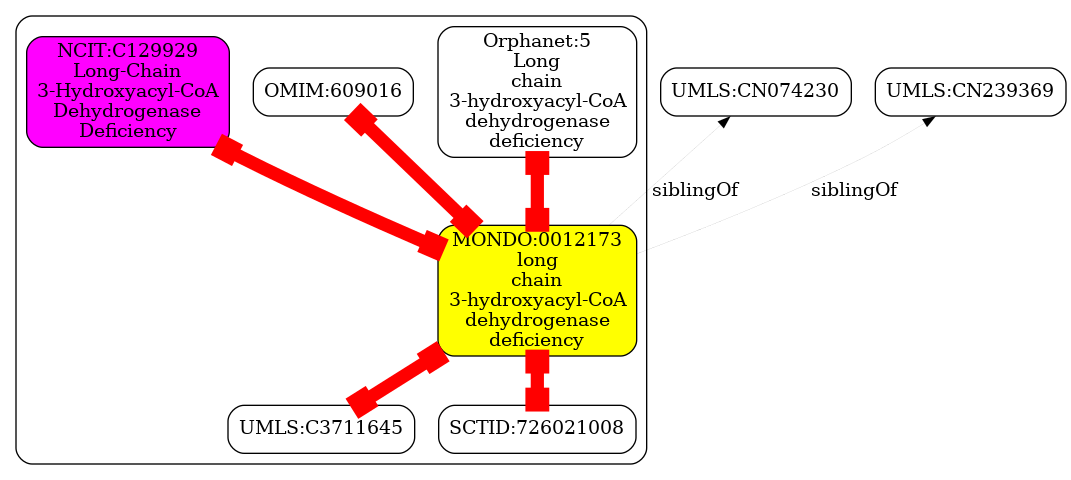 NCIT:C129929
Long-Chain
3-Hydroxyacyl-CoA
Dehydrogenase
Deficiency
OMIM:609016
Orphanet:5
Long
chain
3-hydroxyacyl-CoA
dehydrogenase
deficiency
UMLS:CN074230
UMLS:CN239369
siblingOf
siblingOf
MONDO:0012173
long
chain
3-hydroxyacyl-CoA
dehydrogenase
deficiency
UMLS:C3711645
SCTID:726021008